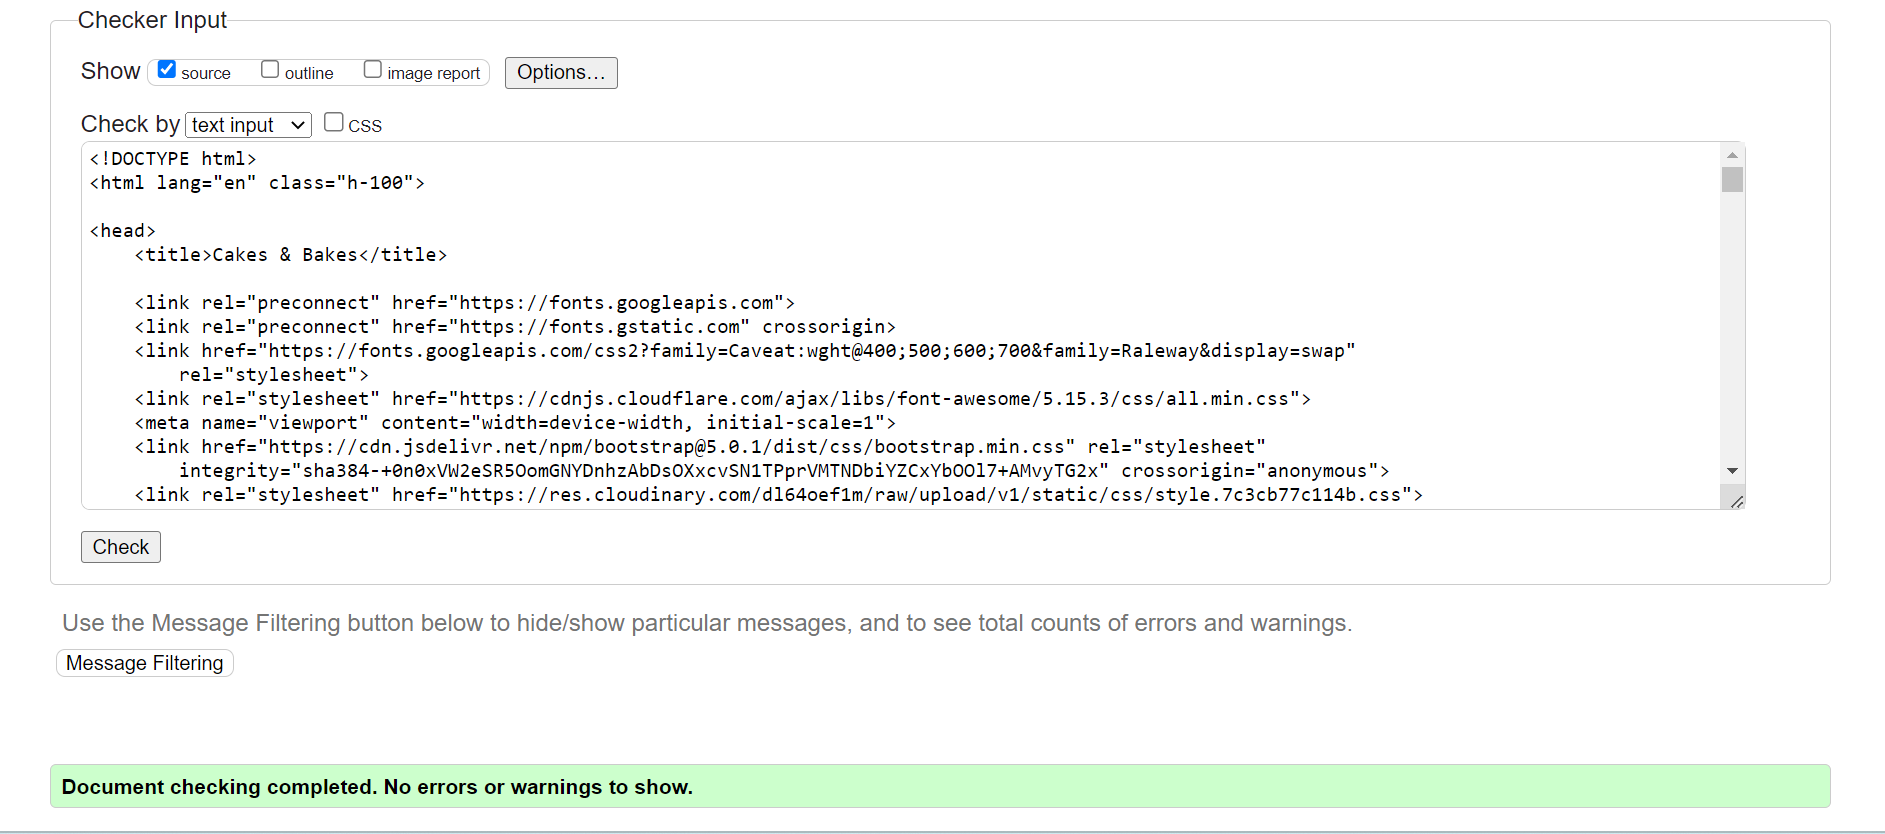 Checker Input
Show source outline image report Options...
Check by text input CSS
<!DOCTYPE html>
<html lang="en" class="h-100">
<head>
<title>Cakes & Bakes</title>
<link rel="preconnect" href="https://fonts.googleapis.com">
<link rel="preconnect" href="https://fonts.gstatic.com" crossorigin>
<link href="https://fonts.googleapis.com/css2?family=Caveat:wght@400;500;600;700&family=Raleway&display=swap"
rel="stylesheet">
<link rel="stylesheet" href="https://cdnjs.cloudflare.com/ajax/libs/font-awesome/5.15.3/css/all.min.css">
<meta name="viewport" content="width=device-width, initial-scale=1">
<link href="https://cdn.jsdelivr.net/npm/bootstrap@5.0.1/dist/css/bootstrap.min.css" rel="stylesheet"
integrity="sha384-+0n0xVW2eSR5OomGNYDnhzAbDsOXxcvSN1TPprVMTNDbiYZCxYbOOl7+AMvyTG2x" crossorigin="anonymous">
<link rel="stylesheet" href="https://res.cloudinary.com/dl64oef1m/raw/upload/v1/static/css/style.7c3cb77c114b.css">
Check
Use the Message Filtering button below to hide/show particular messages, and to see total counts of errors and warnings.
Message Filtering
Document checking completed. No errors or warnings to show.